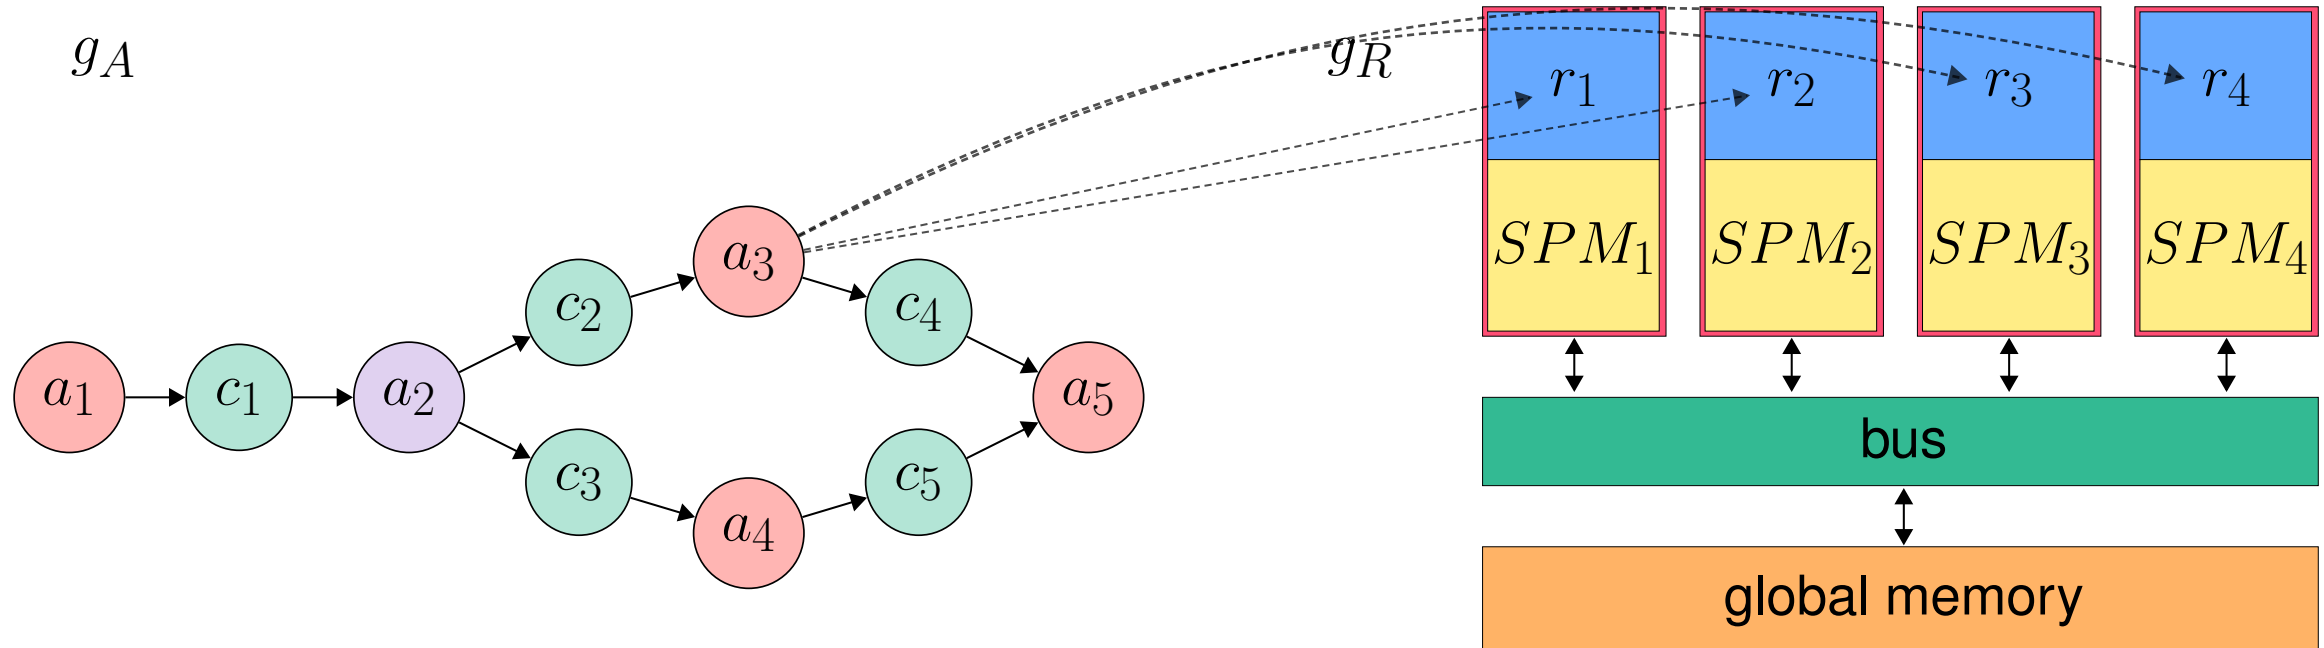 g_A
g_R
r_1 r_2 r_3 r_4
SPM_1 SPM_2 SPM_3 SPM_4
a_3
c_2 c_4
a_1 c_1 a_2 a_5
c_3 c_5
a_4
bus
global memory